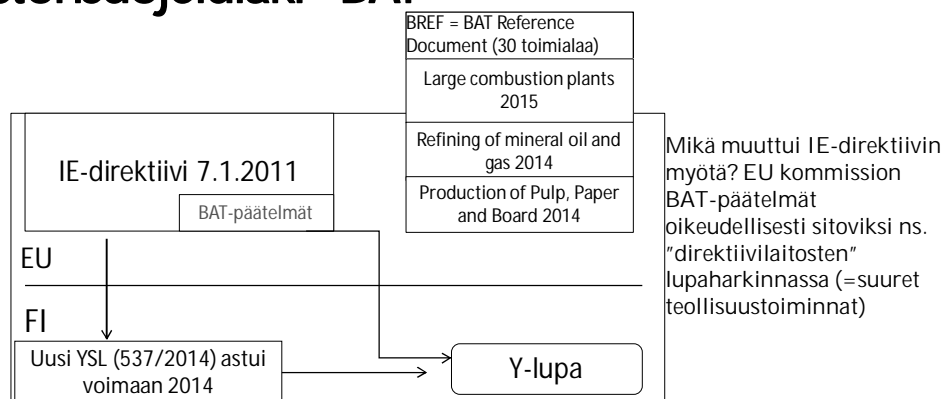 BREF = BAT Reference
Document (30 toimialaa)
Large combustion plants
2015
Refining of mineral oil and
gas 2014
Production of Pulp, Paper
and Board 2014
IE-direktiivi 7.1.2011
BAT-päätelmät
Mikä muuttui IE-direktiivin
myötä? EU kommission
BAT-päätelmät
oikeudellisesti sitoviksi ns.
"direktiivilaitosten"
lupaharkinnassa (=suuret
teollisuustoiminnat)
EU
FI
Uusi YSL (537/2014) astui
voimaan 2014
Y-lupa